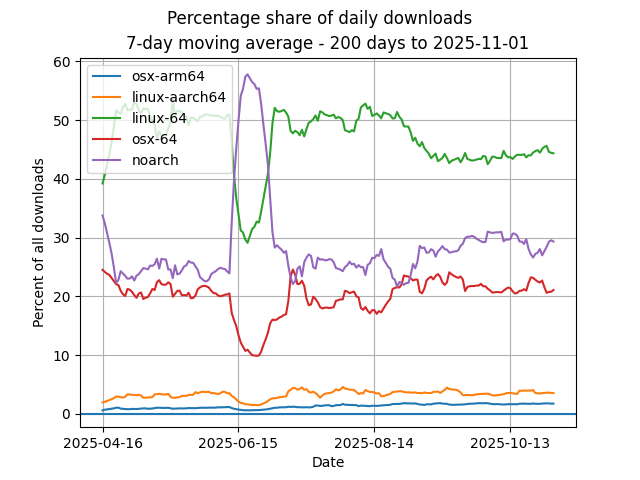 Percentage share of daily downloads
7-day moving average - 200 days to 2025-11-01
osx-arm64
linux-aarch64
linux-64
osx-64
noarch
Percent of all downloads
60
50
40
30
20
10
0
2025-04-16
2025-06-15
2025-08-14
2025-10-13
Date